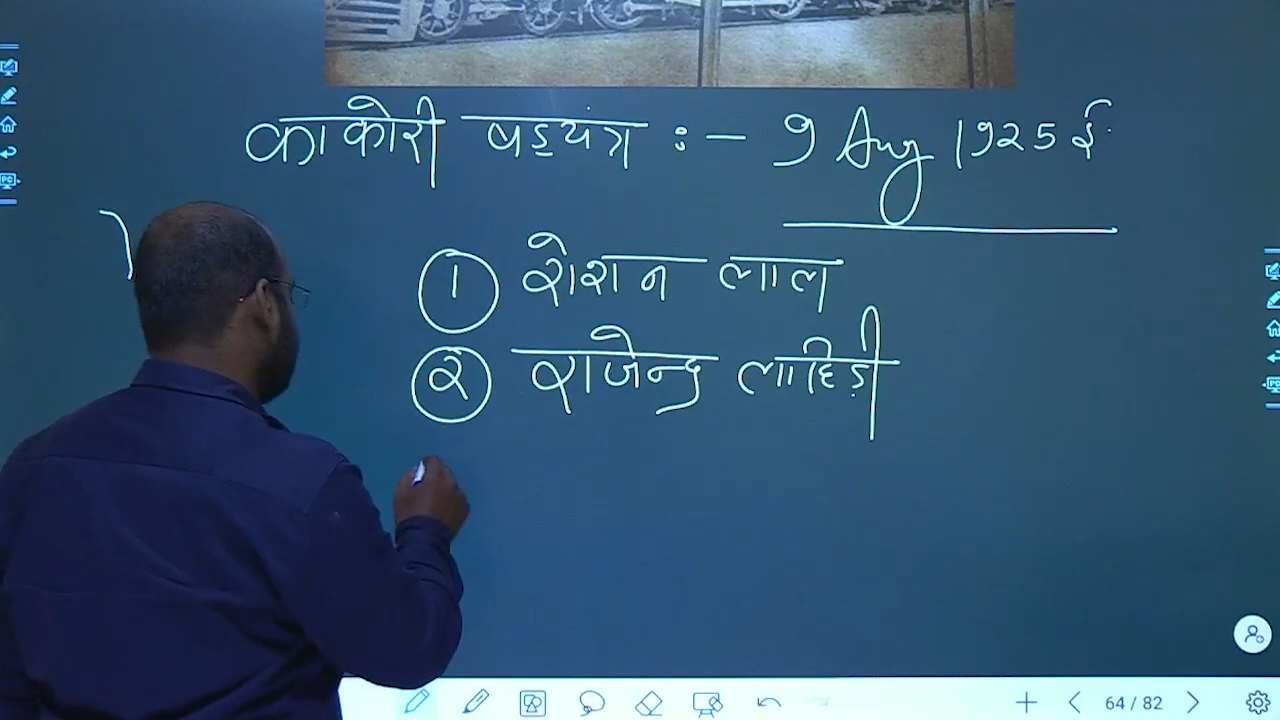 काकोरी षड़यंत्र :- 9 Aug 1925 ई.
① रोशन लाल
② राजेन्द्र लाहिड़ी
64 / 82